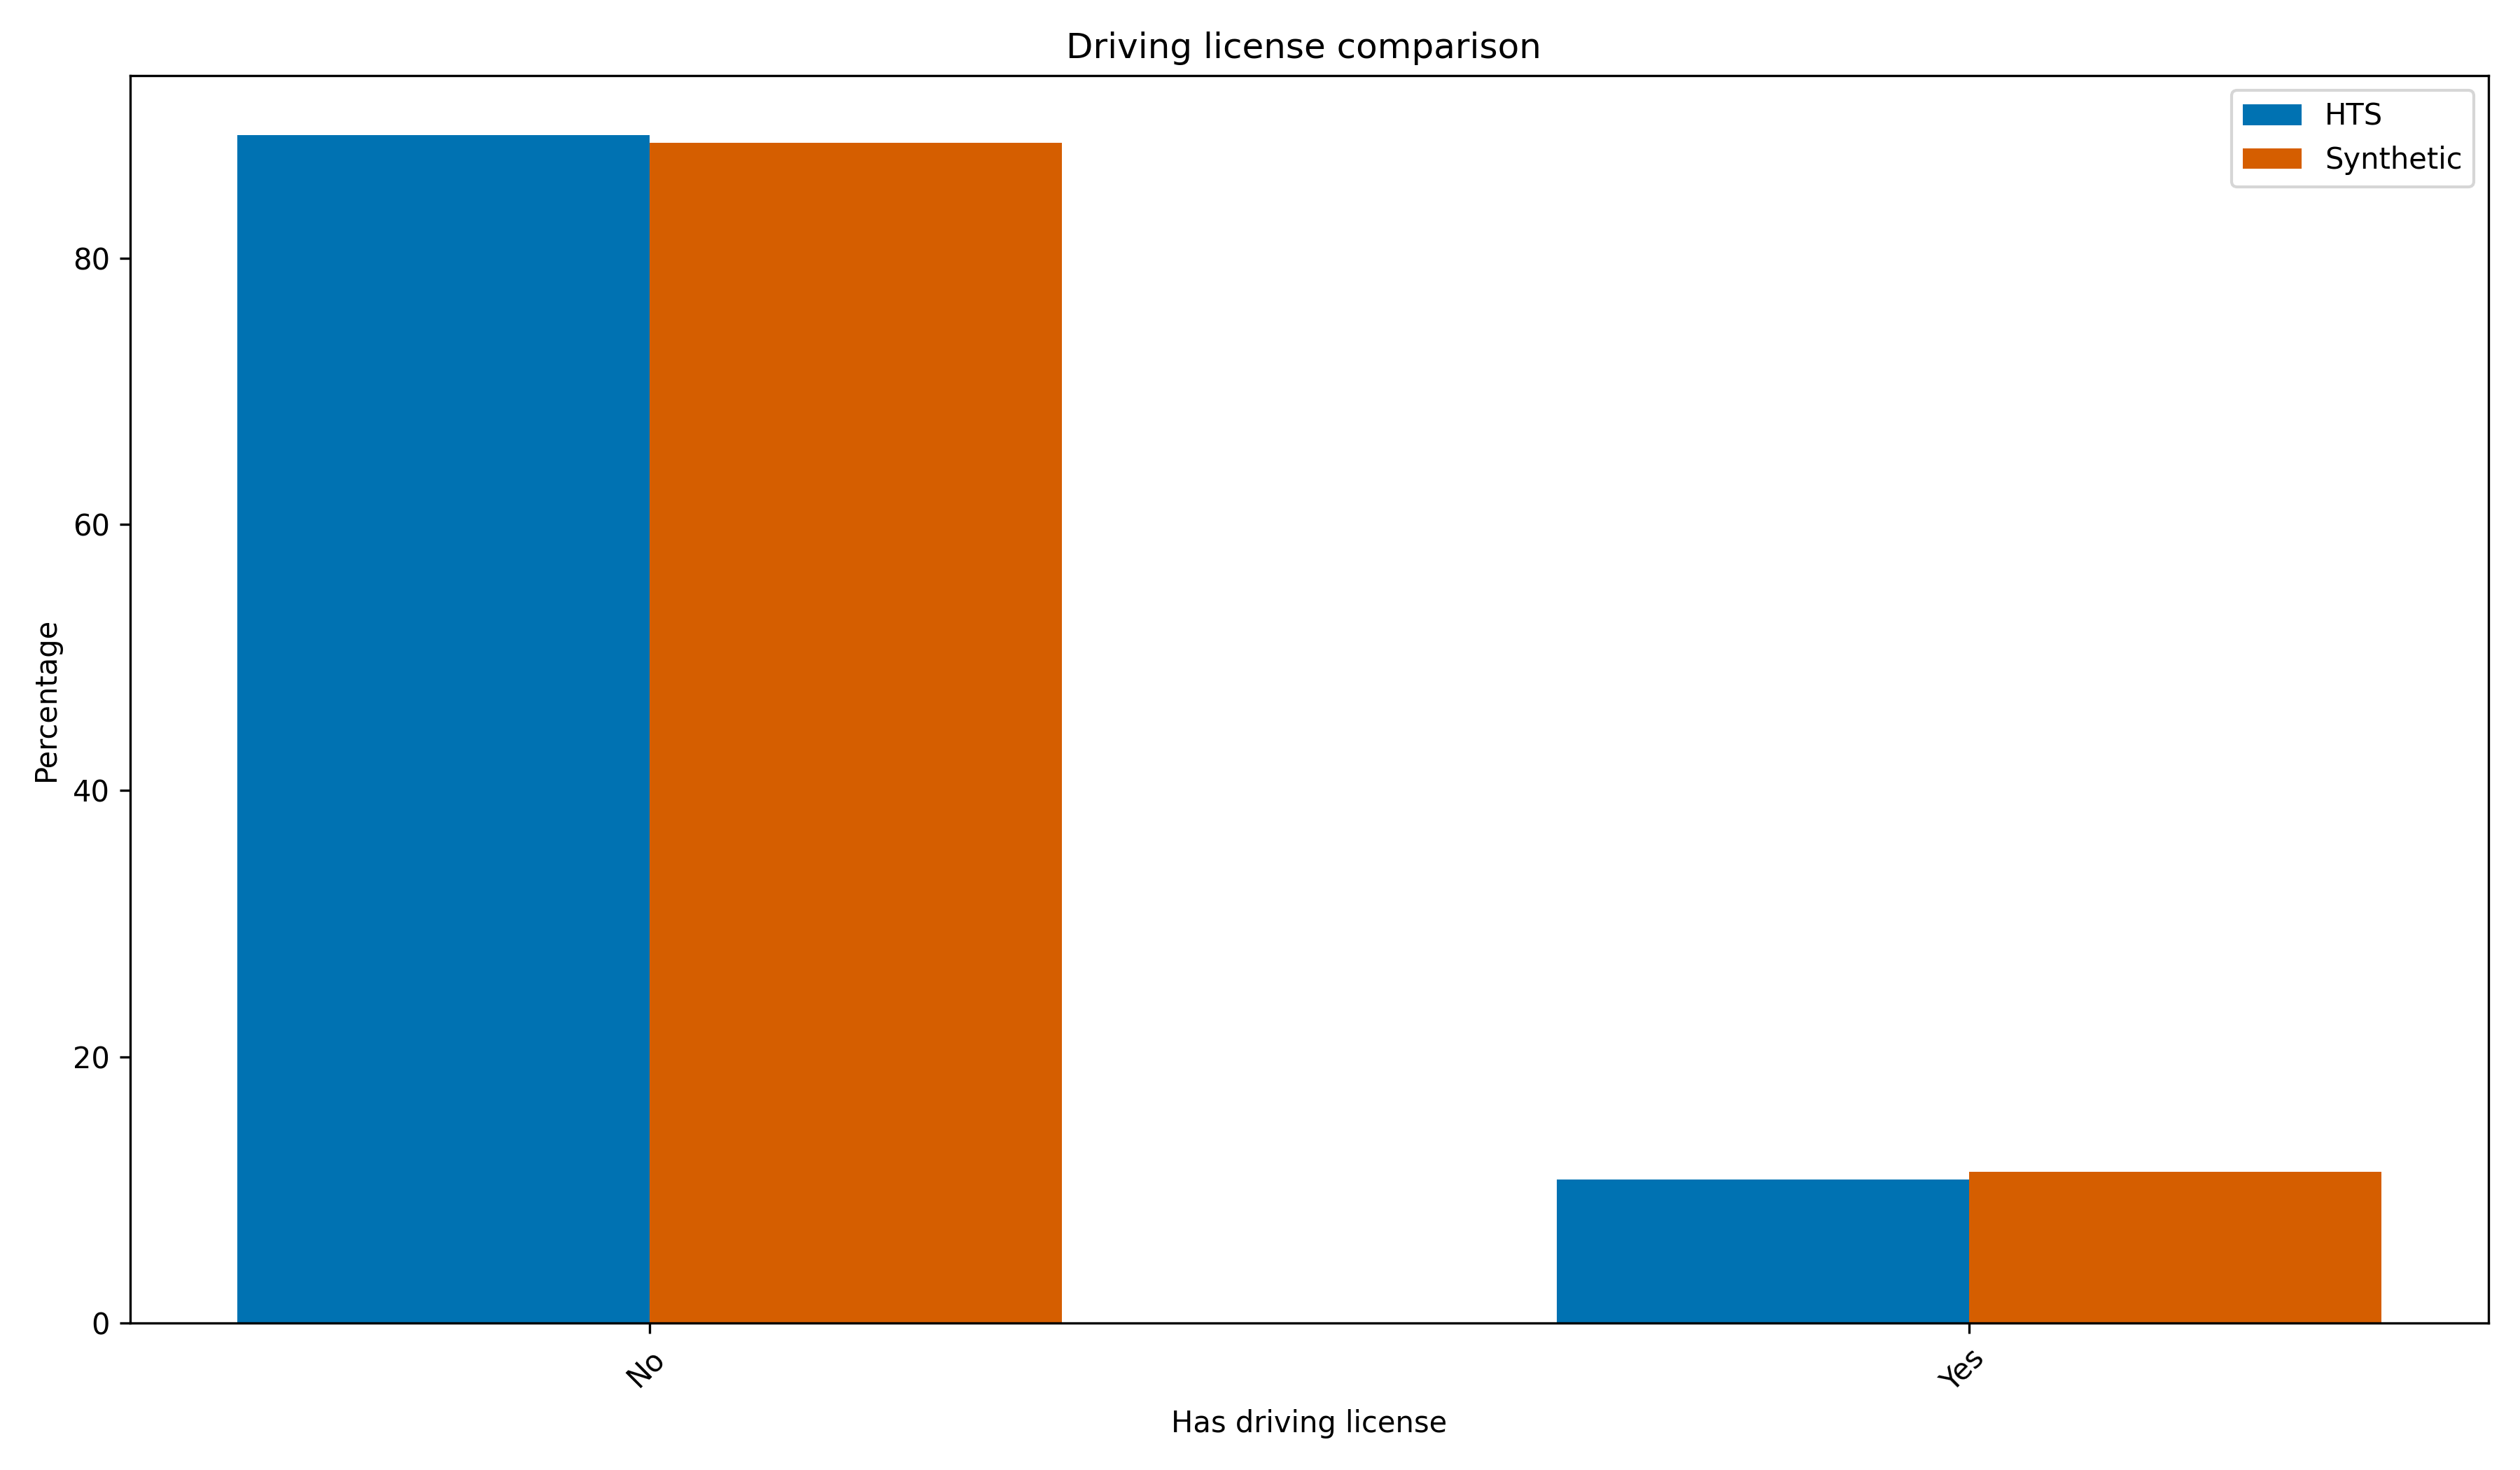 Driving license comparison
HTS
Synthetic
80
60
40
20
0
Percentage
No
Yes
Has driving license